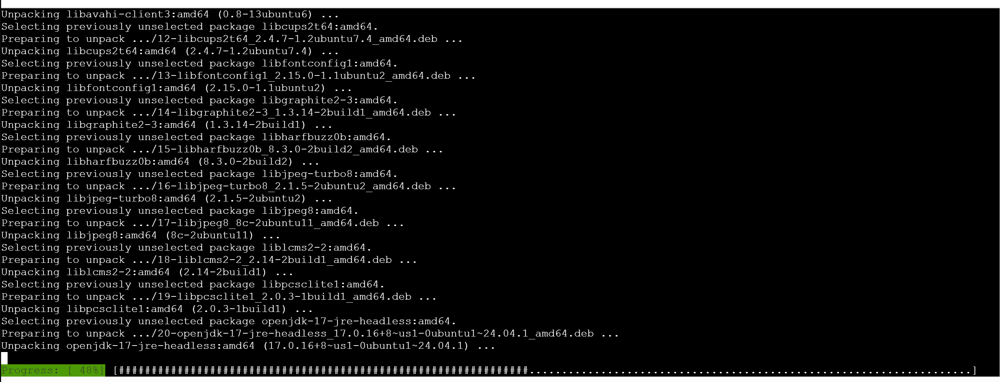 Unpacking libavahi-client3:amd64 (0.8-13ubuntu6) ...
Selecting previously unselected package libcups2t64:amd64.
Preparing to unpack .../12-libcups2t64_2.4.7-1.2ubuntu7.4_amd64.deb ...
Unpacking libcups2t64:amd64 (2.4.7-1.2ubuntu7.4) ...
Selecting previously unselected package libfontconfig1:amd64.
Preparing to unpack .../13-libfontconfig1_2.15.0-1.1ubuntu2_amd64.deb ...
Unpacking libfontconfig1:amd64 (2.15.0-1.1ubuntu2) ...
Selecting previously unselected package libgraphite2-3:amd64.
Preparing to unpack .../14-libgraphite2-3_1.3.14-2build1_amd64.deb ...
Unpacking libgraphite2-3:amd64 (1.3.14-2build1) ...
Selecting previously unselected package libharfbuzz0b:amd64.
Preparing to unpack .../15-libharfbuzz0b_8.3.0-2build2_amd64.deb ...
Unpacking libharfbuzz0b:amd64 (8.3.0-2build2) ...
Selecting previously unselected package libjpeg-turbo8:amd64.
Preparing to unpack .../16-libjpeg-turbo8_2.1.5-2ubuntu2_amd64.deb ...
Unpacking libjpeg-turbo8:amd64 (2.1.5-2ubuntu2) ...
Selecting previously unselected package libjpeg8:amd64.
Preparing to unpack .../17-libjpeg8_8c-2ubuntu11_amd64.deb ...
Unpacking libjpeg8:amd64 (8c-2ubuntu11) ...
Selecting previously unselected package liblcms2-2:amd64.
Preparing to unpack .../18-liblcms2-2_2.14-2build1_amd64.deb ...
Unpacking liblcms2-2:amd64 (2.14-2build1) ...
Selecting previously unselected package libpcsclite1:amd64.
Preparing to unpack .../19-libpcsclite1_2.0.3-1build1_amd64.deb ...
Unpacking libpcsclite1:amd64 (2.0.3-1build1) ...
Selecting previously unselected package openjdk-17-jre-headless:amd64.
Preparing to unpack .../20-openjdk-17-jre-headless_17.0.16+8~us1-0ubuntu1~24.04.1_amd64.deb ...
Unpacking openjdk-17-jre-headless:amd64 (17.0.16+8~us1-0ubuntu1~24.04.1) ...
Progress: [ 48%] [###############################################################....................................................................]